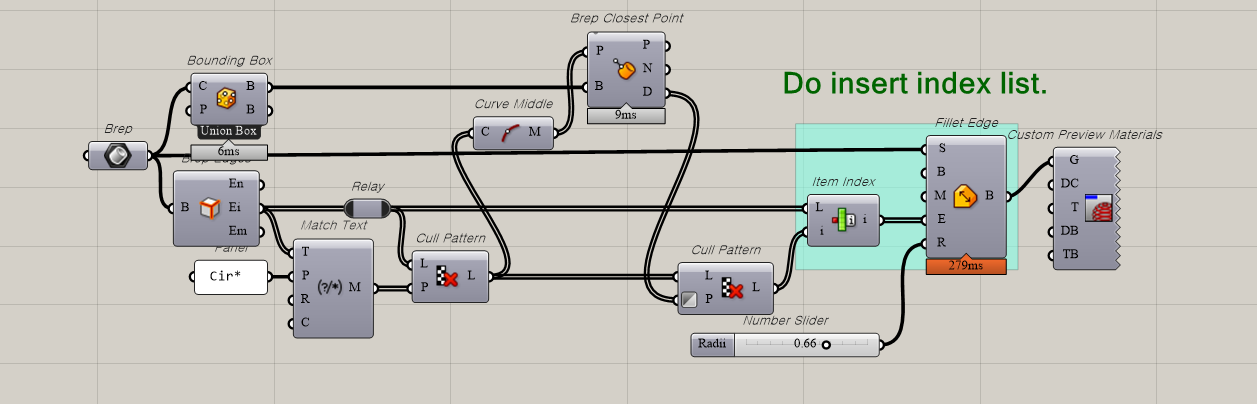 Brep Closest Point
P
B
P
N
D
9ms
Bounding Box
C
P
B
B
Union Box
6ms
Do insert index list.
Curve Middle
C
M
Brep
Brep Edges
B
En
Ei
Em
Relay
Match Text
T
P
R
C
(?/*)
M
Panel
Cir*
Cull Pattern
L
P
L
Cull Pattern
L
P
L
Item Index
L
i
i
i
Fillet Edge
S
B
M
E
R
B
279ms
Custom Preview Materials
G
DC
T
DB
TB
Number Slider
Radii
0.66